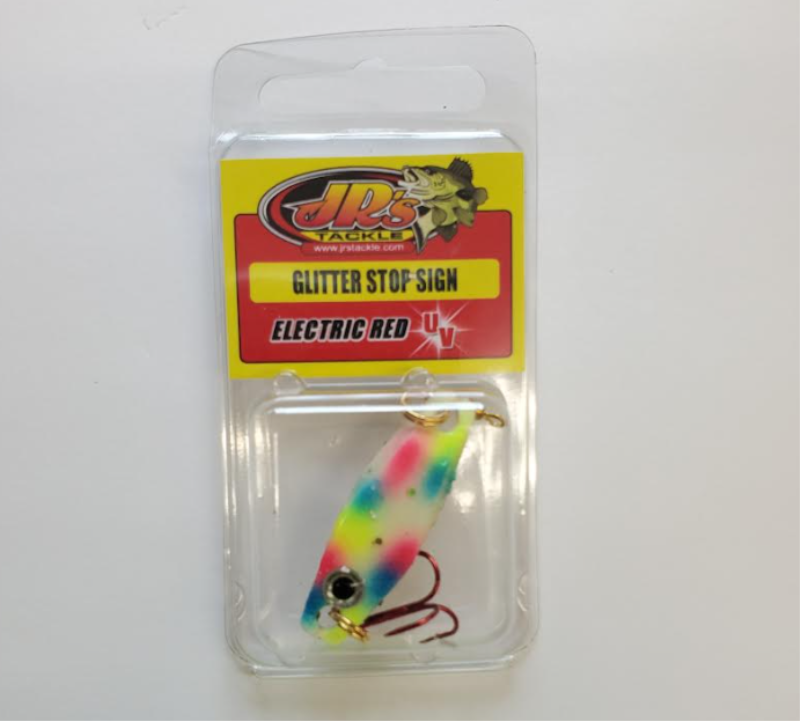 JR's
TACKLE
www.jrstackle.com
GLITTER STOP SIGN
ELECTRIC RED UV